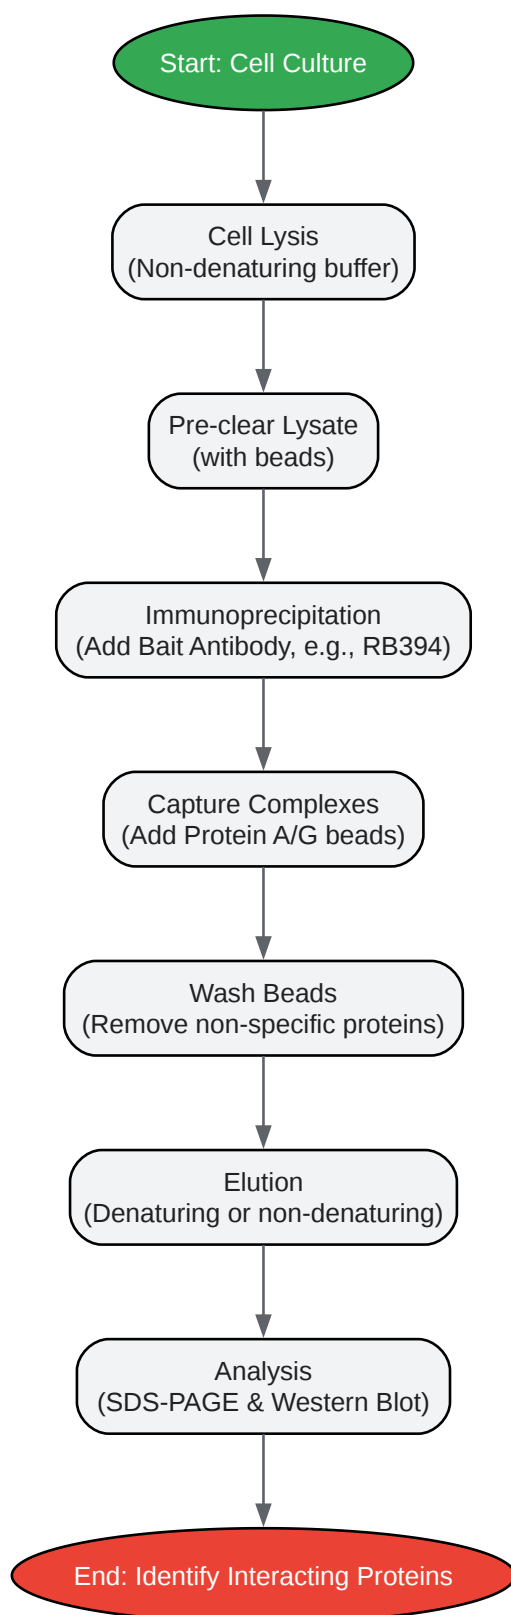 Start: Cell Culture
Cell Lysis
(Non-denaturing buffer)
Pre-clear Lysate
(with beads)
Immunoprecipitation
(Add Bait Antibody, e.g., RB394)
Capture Complexes
(Add Protein A/G beads)
Wash Beads
(Remove non-specific proteins)
Elution
(Denaturing or non-denaturing)
Analysis
(SDS-PAGE & Western Blot)
End: Identify Interacting Proteins